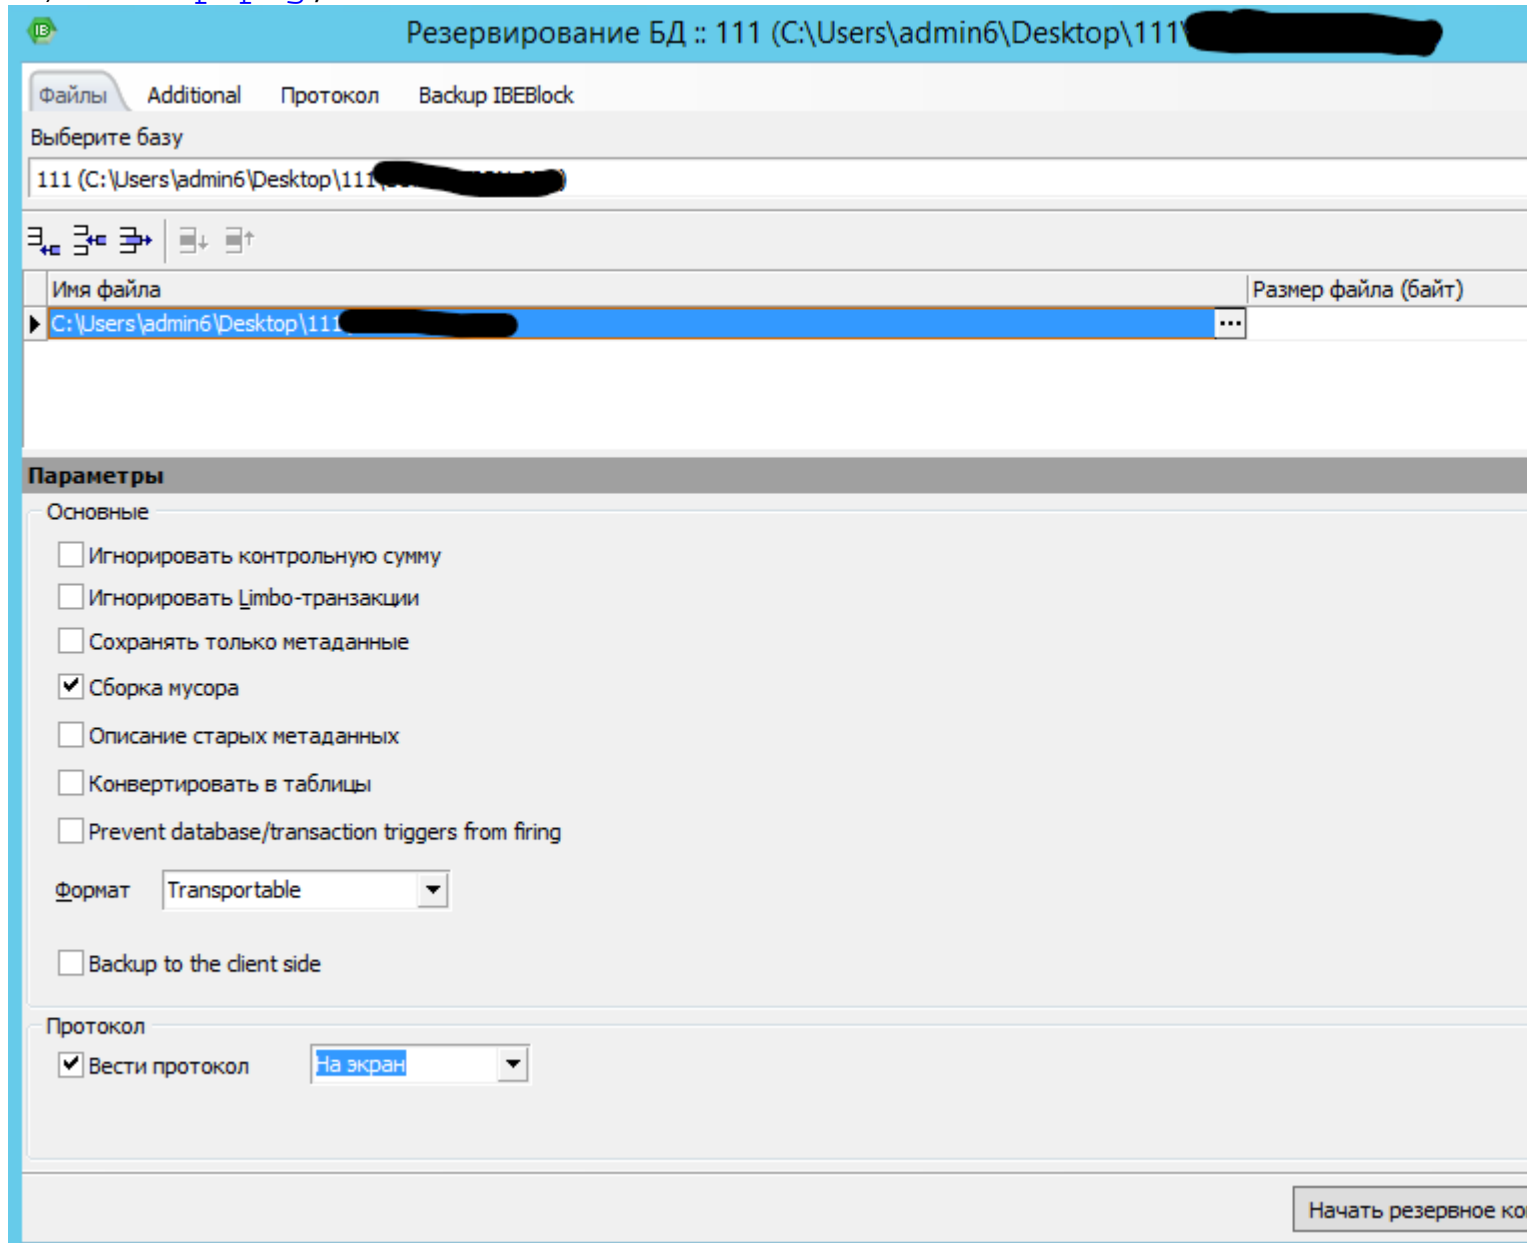 Резервирование БД :: 111 (C:\Users\admin6\Desktop\111\
Файлы Additional Протокол Backup IBEBlock
Выберите базу
111 (C:\Users\admin6\Desktop\111\
Имя файла Размер файла (байт)
C:\Users\admin6\Desktop\111
Параметры
Основные
Игнорировать контрольную сумму
Игнорировать Limbo-транзакции
Сохранять только метаданные
Сборка мусора
Описание старых метаданных
Конвертировать в таблицы
Prevent database/transaction triggers from firing
Формат Transportable
Backup to the client side
Протокол
Вести протокол На экран
Начать резервное